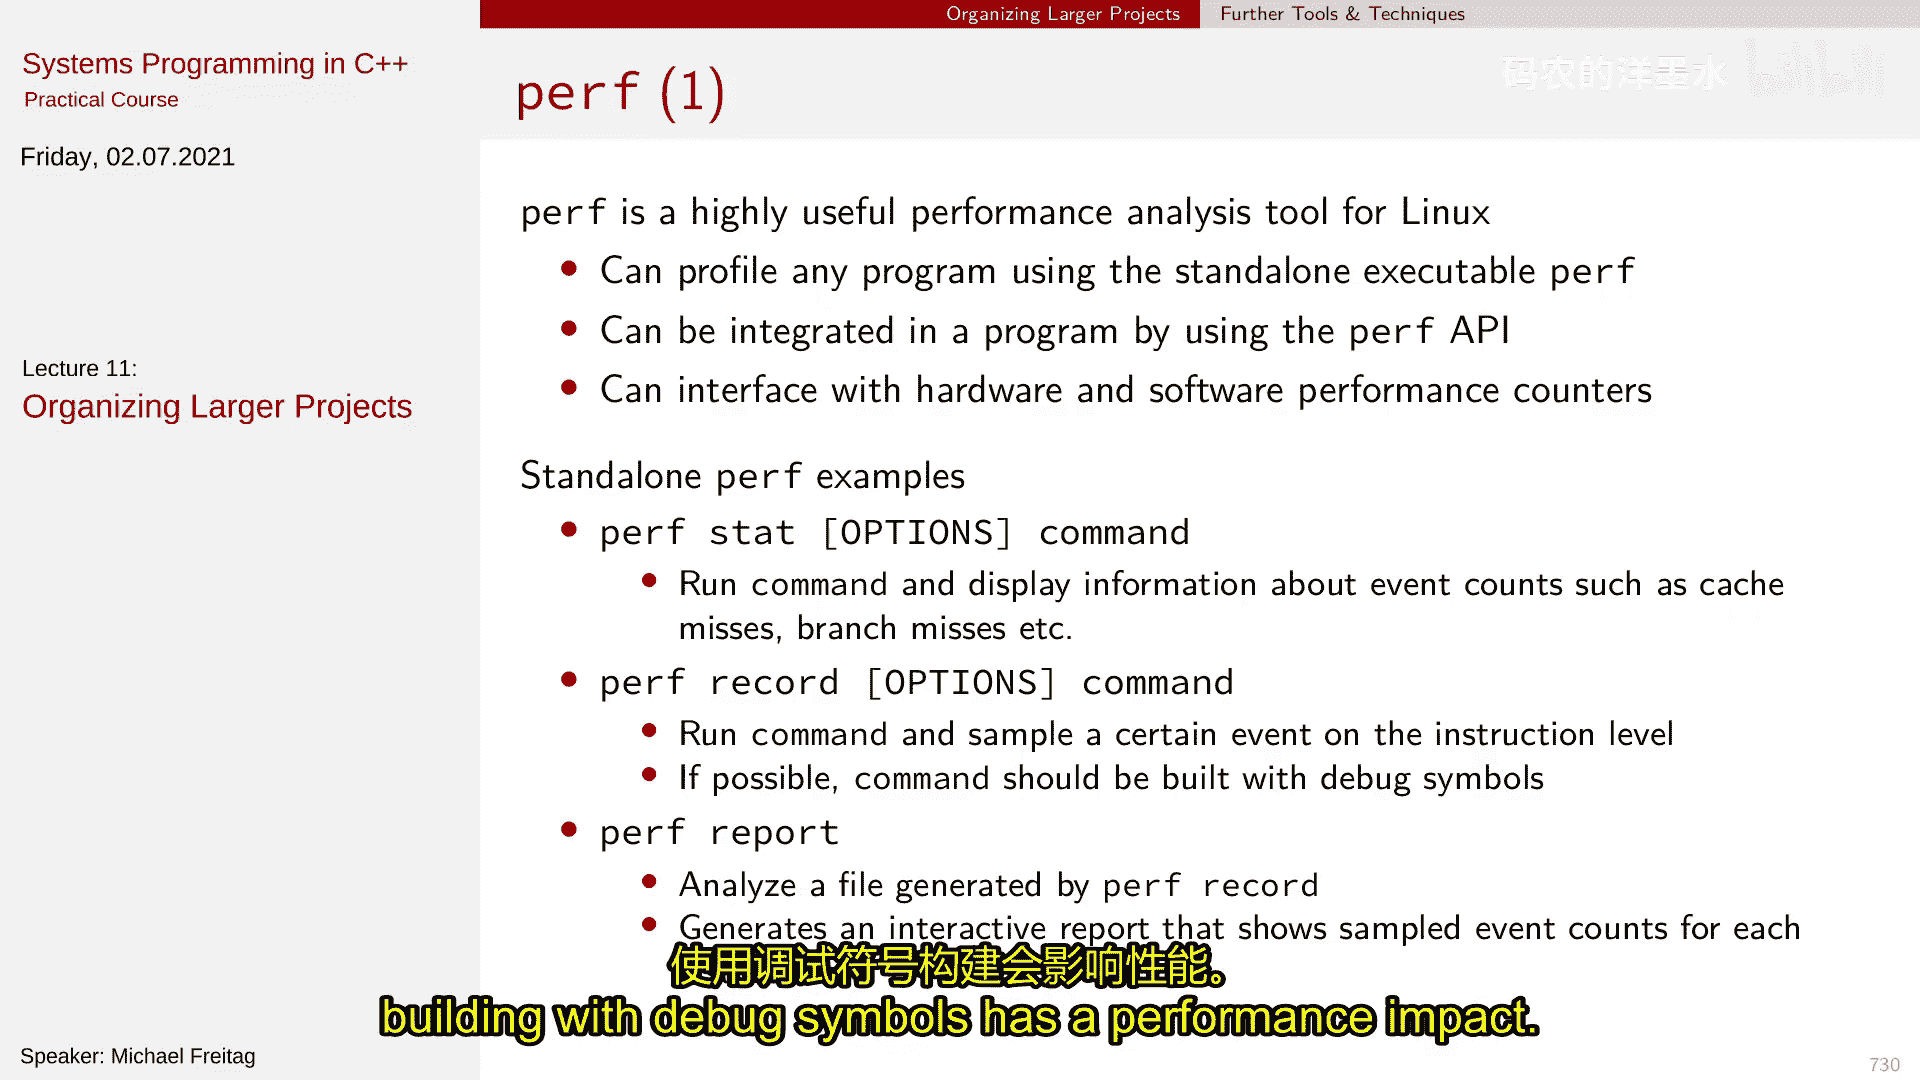 Organizing Larger Projects
Further Tools & Techniques
Systems Programming in C++
Practical Course
Friday, 02.07.2021
Lecture 11:
Organizing Larger Projects
Speaker: Michael Freitag
perf (1)
码农的洋墨水 bilibili
perf is a highly useful performance analysis tool for Linux
• Can profile any program using the standalone executable perf
• Can be integrated in a program by using the perf API
• Can interface with hardware and software performance counters
Standalone perf examples
• perf stat [OPTIONS] command
• Run command and display information about event counts such as cache
misses, branch misses etc.
• perf record [OPTIONS] command
• Run command and sample a certain event on the instruction level
• If possible, command should be built with debug symbols
• perf report
• Analyze a file generated by perf record
• Generates an interactive report that shows sampled event counts for each
使用调试符号构建会影响性能。
building with debug symbols has a performance impact.
730